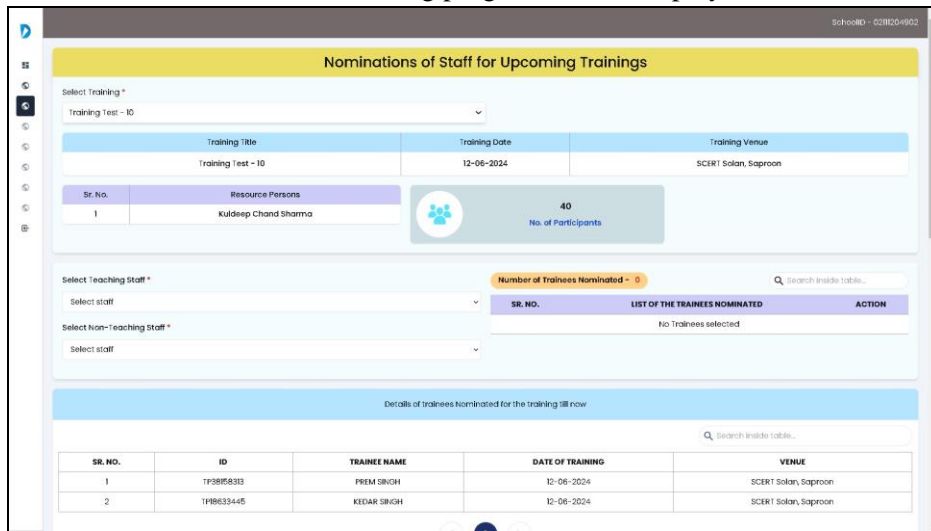 SchoolID - 02111204902
Nominations of Staff for Upcoming Trainings
Select Training *
Training Test - 10
Training Title Training Date Training Venue
Training Test - 10 12-06-2024 SCERT Solan, Saproon
Sr. No. Resource Persons
1 Kuldeep Chand Sharma
40
No. of Participants
Select Teaching Staff *
Select staff
Select Non-Teaching Staff *
Select staff
Number of Trainees Nominated - 0
Search inside table...
SR. NO. LIST OF THE TRAINEES NOMINATED ACTION
No Trainees selected
Details of trainees Nominated for the training till now
Search inside table...
SR. NO. ID TRAINEE NAME DATE OF TRAINING VENUE
1 TP38158313 PREM SINGH 12-06-2024 SCERT Solan, Saproon
2 TP18633445 KEDAR SINGH 12-06-2024 SCERT Solan, Saproon